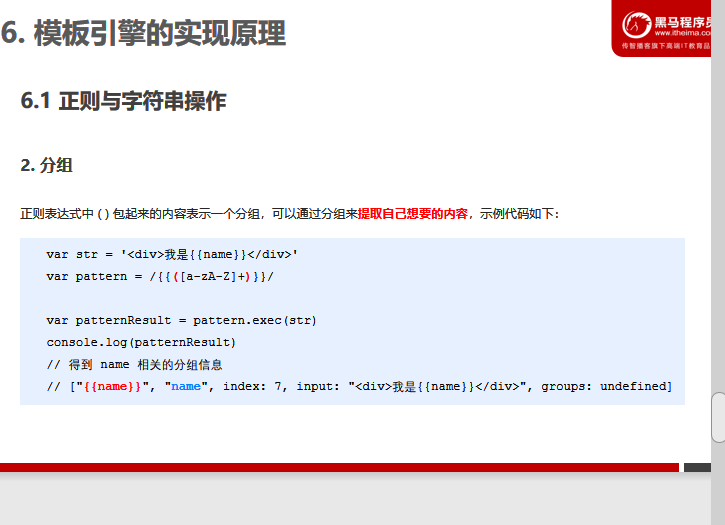 6. 模板引擎的实现原理
黑马程序员
www.itheima.co
传智播客旗下高端IT教育品
6.1 正则与字符串操作
2. 分组
正则表达式中 ( ) 包起来的内容表示一个分组，可以通过分组来提取自己想要的内容，示例代码如下：
var str = '<div>我是{{name}}</div>'
var pattern = /{{([a-zA-Z]+)}}/
var patternResult = pattern.exec(str)
console.log(patternResult)
// 得到 name 相关的分组信息
// ["{{name}}", "name", index: 7, input: "<div>我是{{name}}</div>", groups: undefined]